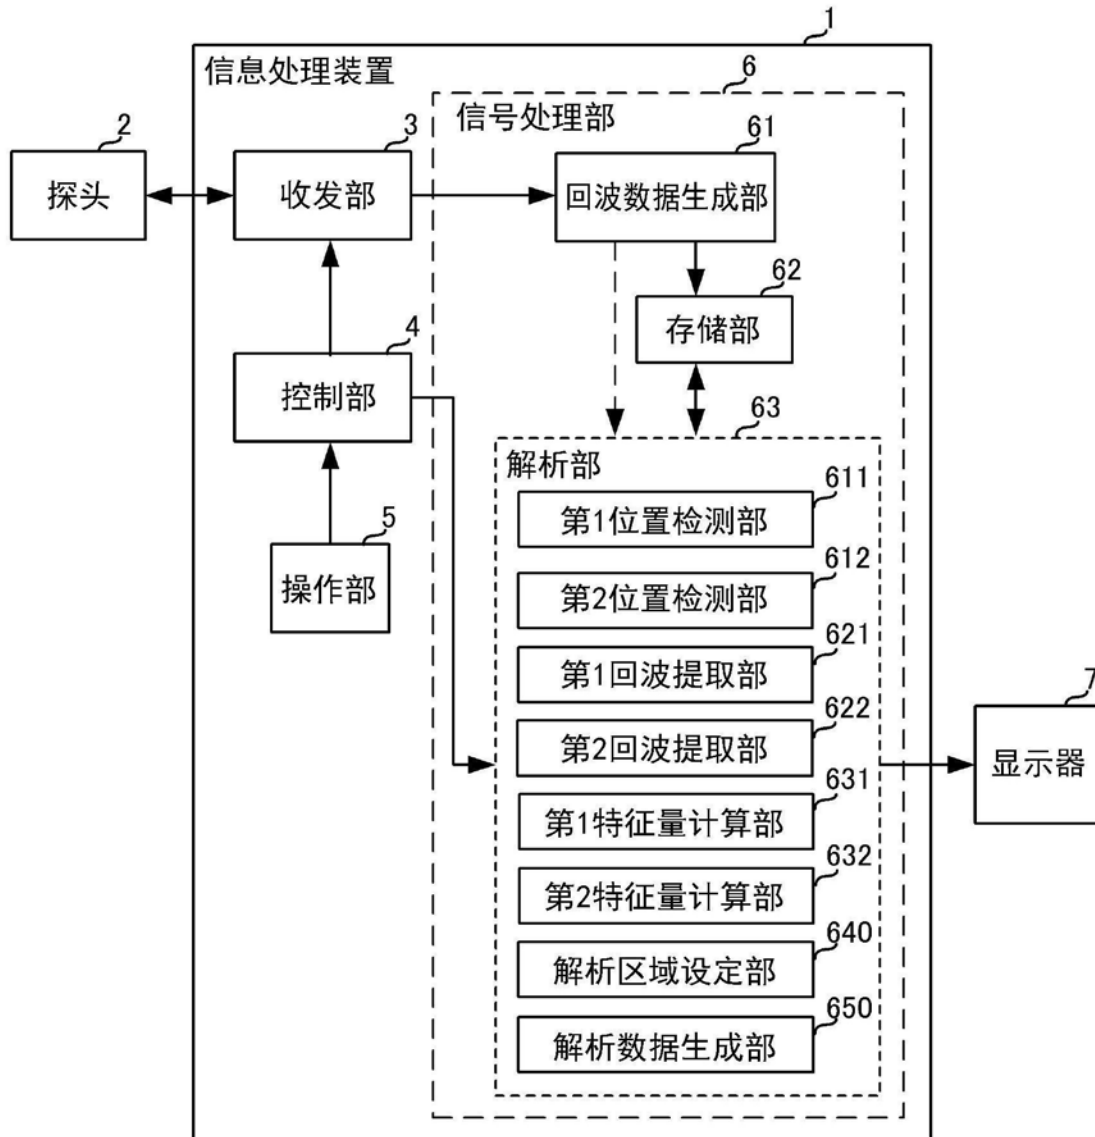 1
信息处理装置
6
信号处理部
2
探头
3
收发部
61
回波数据生成部
62
存储部
4
控制部
63
解析部
5
操作部
611
第1位置检测部
612
第2位置检测部
621
第1回波提取部
622
第2回波提取部
7
显示器
631
第1特征量计算部
632
第2特征量计算部
640
解析区域设定部
650
解析数据生成部